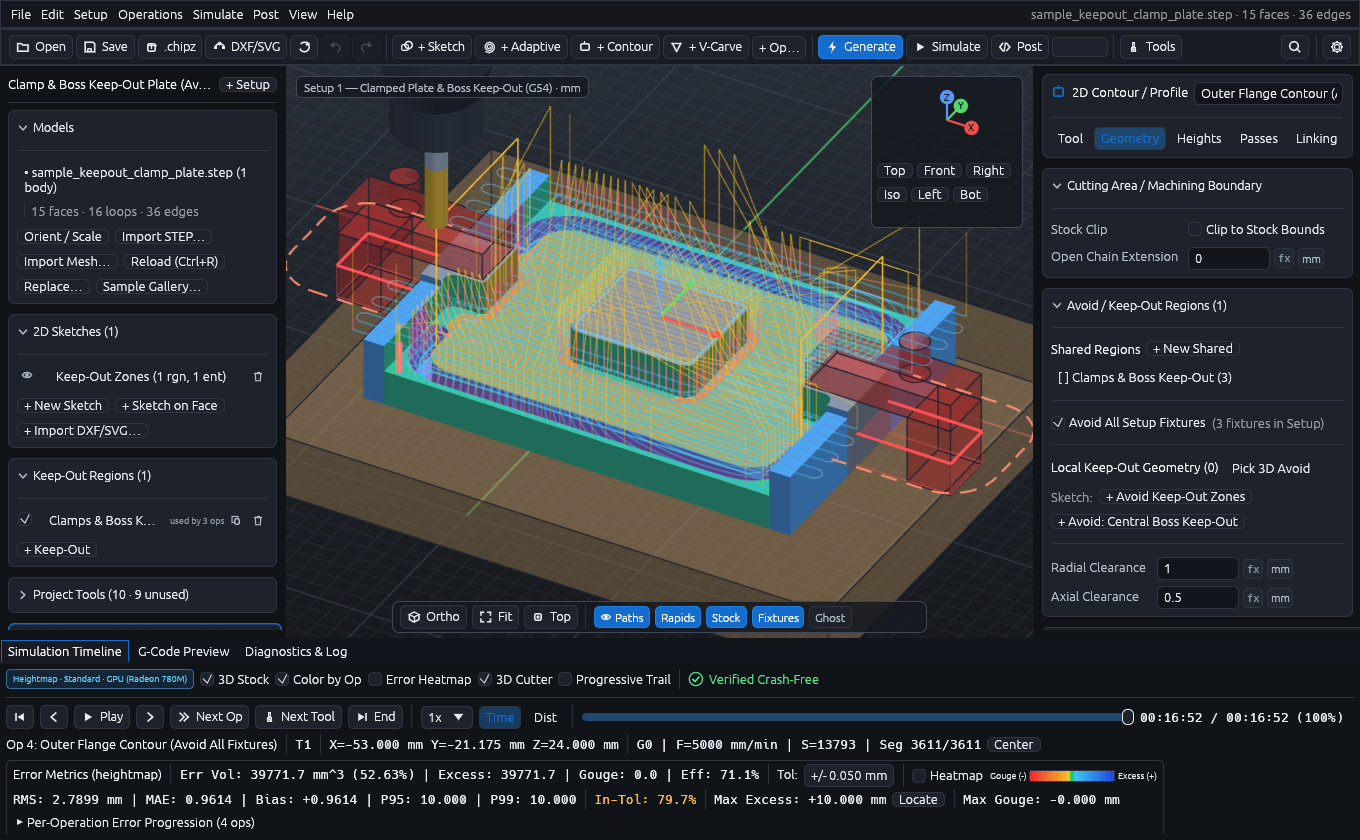 File Edit Setup Operations Simulate Post View Help
sample_keepout_clamp_plate.step · 15 faces · 36 edges
Open Save .chipz DXF/SVG + Sketch + Adaptive + Contour + V-Carve + Op... Generate Simulate Post Tools
Clamp & Boss Keep-Out Plate (Av... + Setup
Models
• sample_keepout_clamp_plate.step (1
body)
15 faces · 16 loops · 36 edges
Orient / Scale Import STEP...
Import Mesh... Reload (Ctrl+R)
Replace... Sample Gallery...
2D Sketches (1)
Keep-Out Zones (1 rgn, 1 ent)
+ New Sketch + Sketch on Face
+ Import DXF/SVG...
Keep-Out Regions (1)
Clamps & Boss K... used by 3 ops
+ Keep-Out
Project Tools (10 · 9 unused)
Setup 1 — Clamped Plate & Boss Keep-Out (G54) · mm
Z
Y
X
Top Front Right
Iso Left Bot
Ortho Fit Top Paths Rapids Stock Fixtures Ghost
2D Contour / Profile Outer Flange Contour (A
Tool Geometry Heights Passes Linking
Cutting Area / Machining Boundary
Stock Clip Clip to Stock Bounds
Open Chain Extension 0 fx mm
Avoid / Keep-Out Regions (1)
Shared Regions + New Shared
[ ] Clamps & Boss Keep-Out (3)
Avoid All Setup Fixtures (3 fixtures in Setup)
Local Keep-Out Geometry (0) Pick 3D Avoid
Sketch: + Avoid Keep-Out Zones
+ Avoid: Central Boss Keep-Out
Radial Clearance 1 fx mm
Axial Clearance 0.5 fx mm
Simulation Timeline G-Code Preview Diagnostics & Log
Heightmap · Standard · GPU (Radeon 780M) 3D Stock Color by Op Error Heatmap 3D Cutter Progressive Trail Verified Crash-Free
Play Next Op Next Tool End 1x Time Dist 00:16:52 / 00:16:52 (100%)
Op 4: Outer Flange Contour (Avoid All Fixtures) T1 X=-53.000 mm Y=-21.175 mm Z=24.000 mm G0 | F=5000 mm/min | S=13793 | Seg 3611/3611 Center
Error Metrics (heightmap) Err Vol: 39771.7 mm^3 (52.63%) | Excess: 39771.7 | Gouge: 0.0 | Eff: 71.1% Tol: +/-0.050 mm Heatmap Gouge (-) Excess (+)
RMS: 2.7899 mm | MAE: 0.9614 | Bias: +0.9614 | P95: 10.000 | P99: 10.000 In-Tol: 79.7% Max Excess: +10.000 mm Locate Max Gouge: -0.000 mm
Per-Operation Error Progression (4 ops)